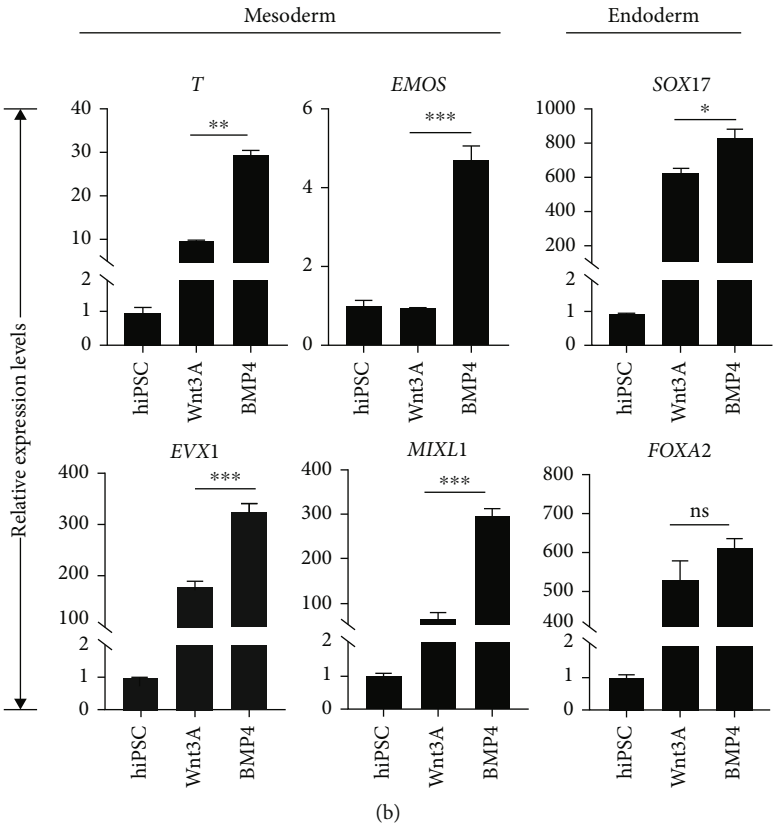 Mesoderm
Endoderm
Relative expression levels
T
40
30
20
10
2
1
0
**
hiPSC
Wnt3A
BMP4
EMOS
6
4
2
0
***
hiPSC
Wnt3A
BMP4
SOX17
1000
800
600
400
200
2
1
0
*
hiPSC
Wnt3A
BMP4
EVX1
400
300
200
100
2
1
0
***
hiPSC
Wnt3A
BMP4
MIXL1
400
300
200
100
2
1
0
***
hiPSC
Wnt3A
BMP4
FOXA2
800
700
600
500
400
2
1
0
ns
hiPSC
Wnt3A
BMP4
(b)